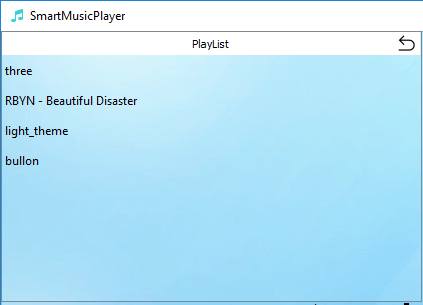 SmartMusicPlayer
PlayList
three
RBYN - Beautiful Disaster
light_theme
bullon